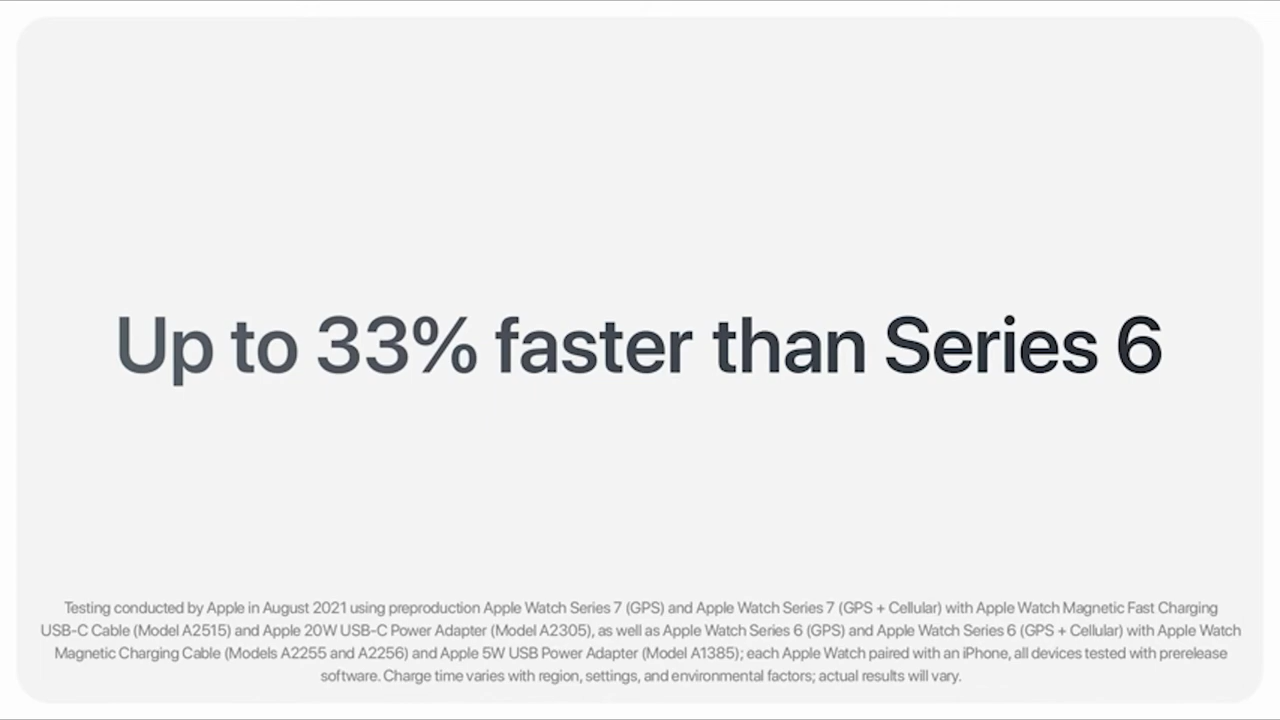 Up to 33% faster than Series 6
Testing conducted by Apple in August 2021 using preproduction Apple Watch Series 7 (GPS) and Apple Watch Series 7 (GPS + Cellular) with Apple Watch Magnetic Fast Charging
USB-C Cable (Model A2515) and Apple 20W USB-C Power Adapter (Model A2305), as well as Apple Watch Series 6 (GPS) and Apple Watch Series 6 (GPS + Cellular) with Apple Watch
Magnetic Charging Cable (Models A2255 and A2256) and Apple 5W USB Power Adapter (Model A1385); each Apple Watch paired with an iPhone, all devices tested with prerelease
software. Charge time varies with region, settings, and environmental factors; actual results will vary.